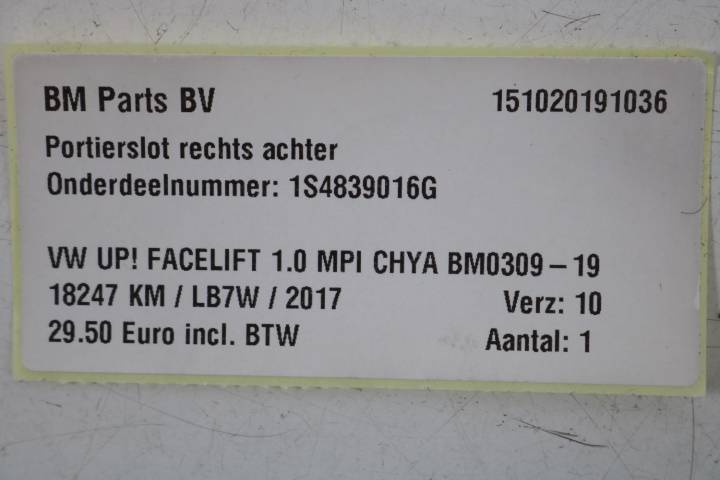 BM Parts BV 151020191036
Portierslot rechts achter
Onderdeelnummer: 1S4839016G
VW UP! FACELIFT 1.0 MPI CHYA BM0309-19
18247 KM / LB7W / 2017 Verz: 10
29.50 Euro incl. BTW Aantal: 1